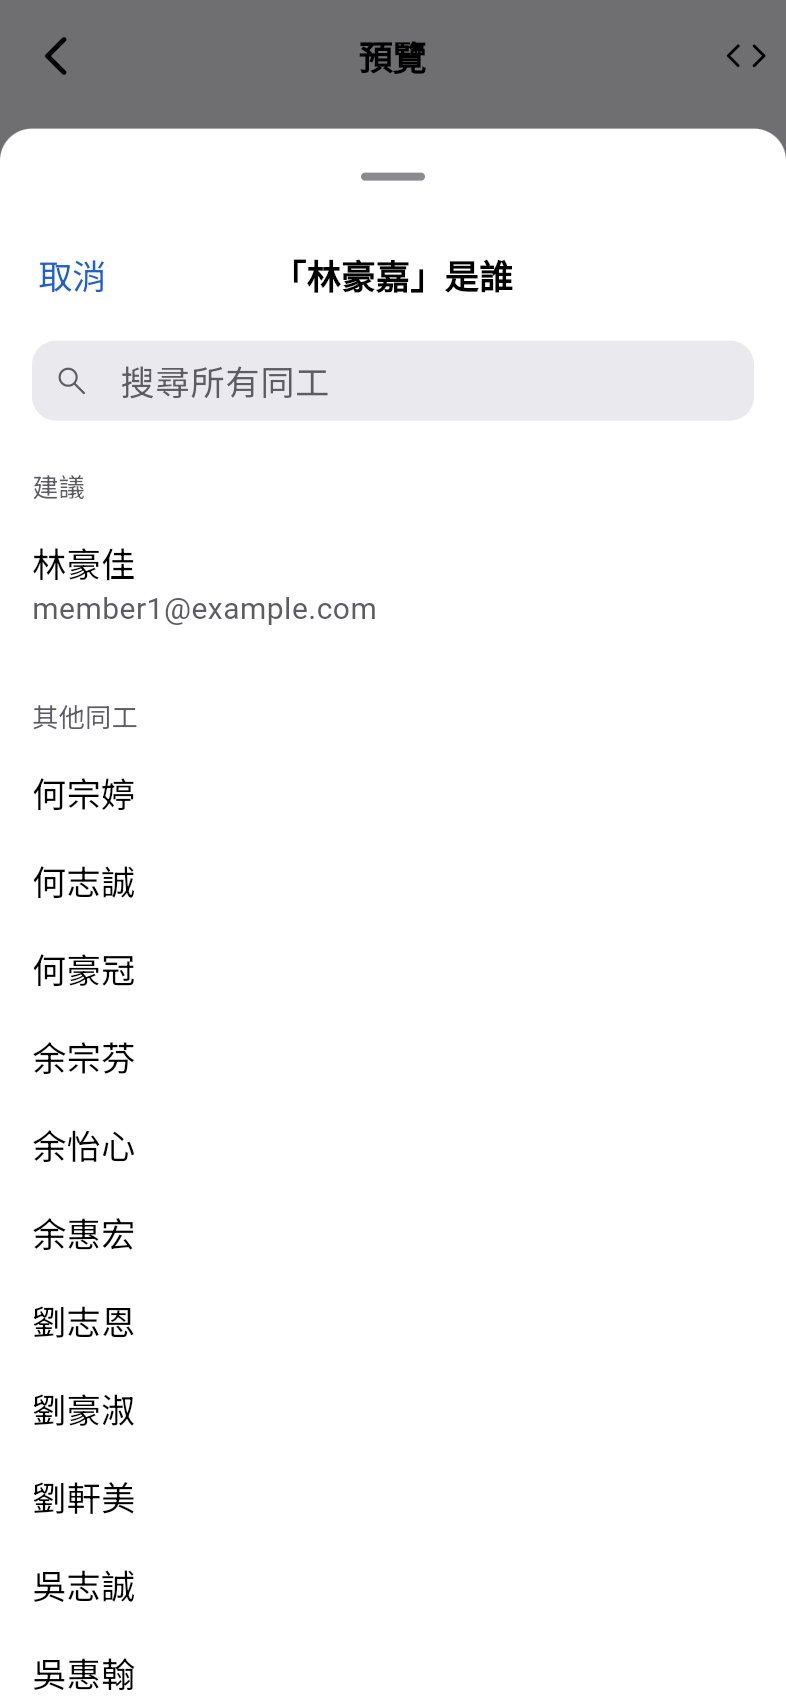 預覽
取消
「林豪嘉」是誰
搜尋所有同工
建議
林豪佳
member1@example.com
其他同工
何宗婷
何志誠
何豪冠
余宗芬
余怡心
余惠宏
劉志恩
劉豪淑
劉軒美
吳志誠
吳惠翰